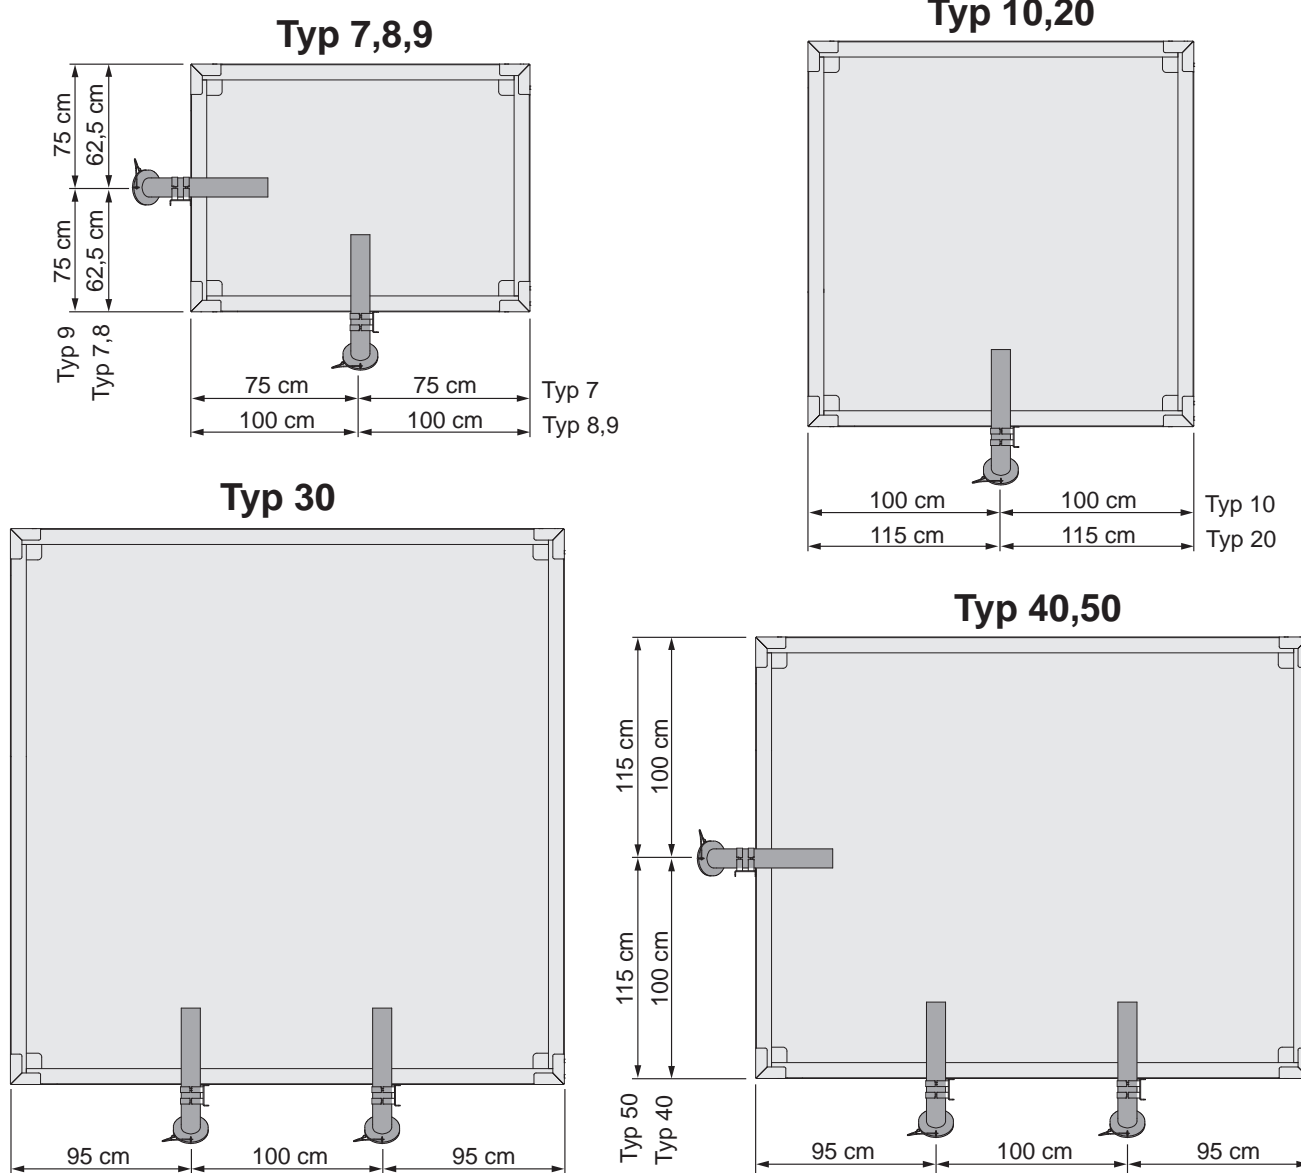 Typ 7,8,9
75 cm
62,5 cm
75 cm
62,5 cm
Typ 9
Typ 7,8
75 cm 75 cm Typ 7
100 cm 100 cm Typ 8,9
Typ 10,20
100 cm 100 cm Typ 10
115 cm 115 cm Typ 20
Typ 30
95 cm 100 cm 95 cm
Typ 40,50
115 cm
100 cm
115 cm
100 cm
Typ 50
Typ 40
95 cm 100 cm 95 cm